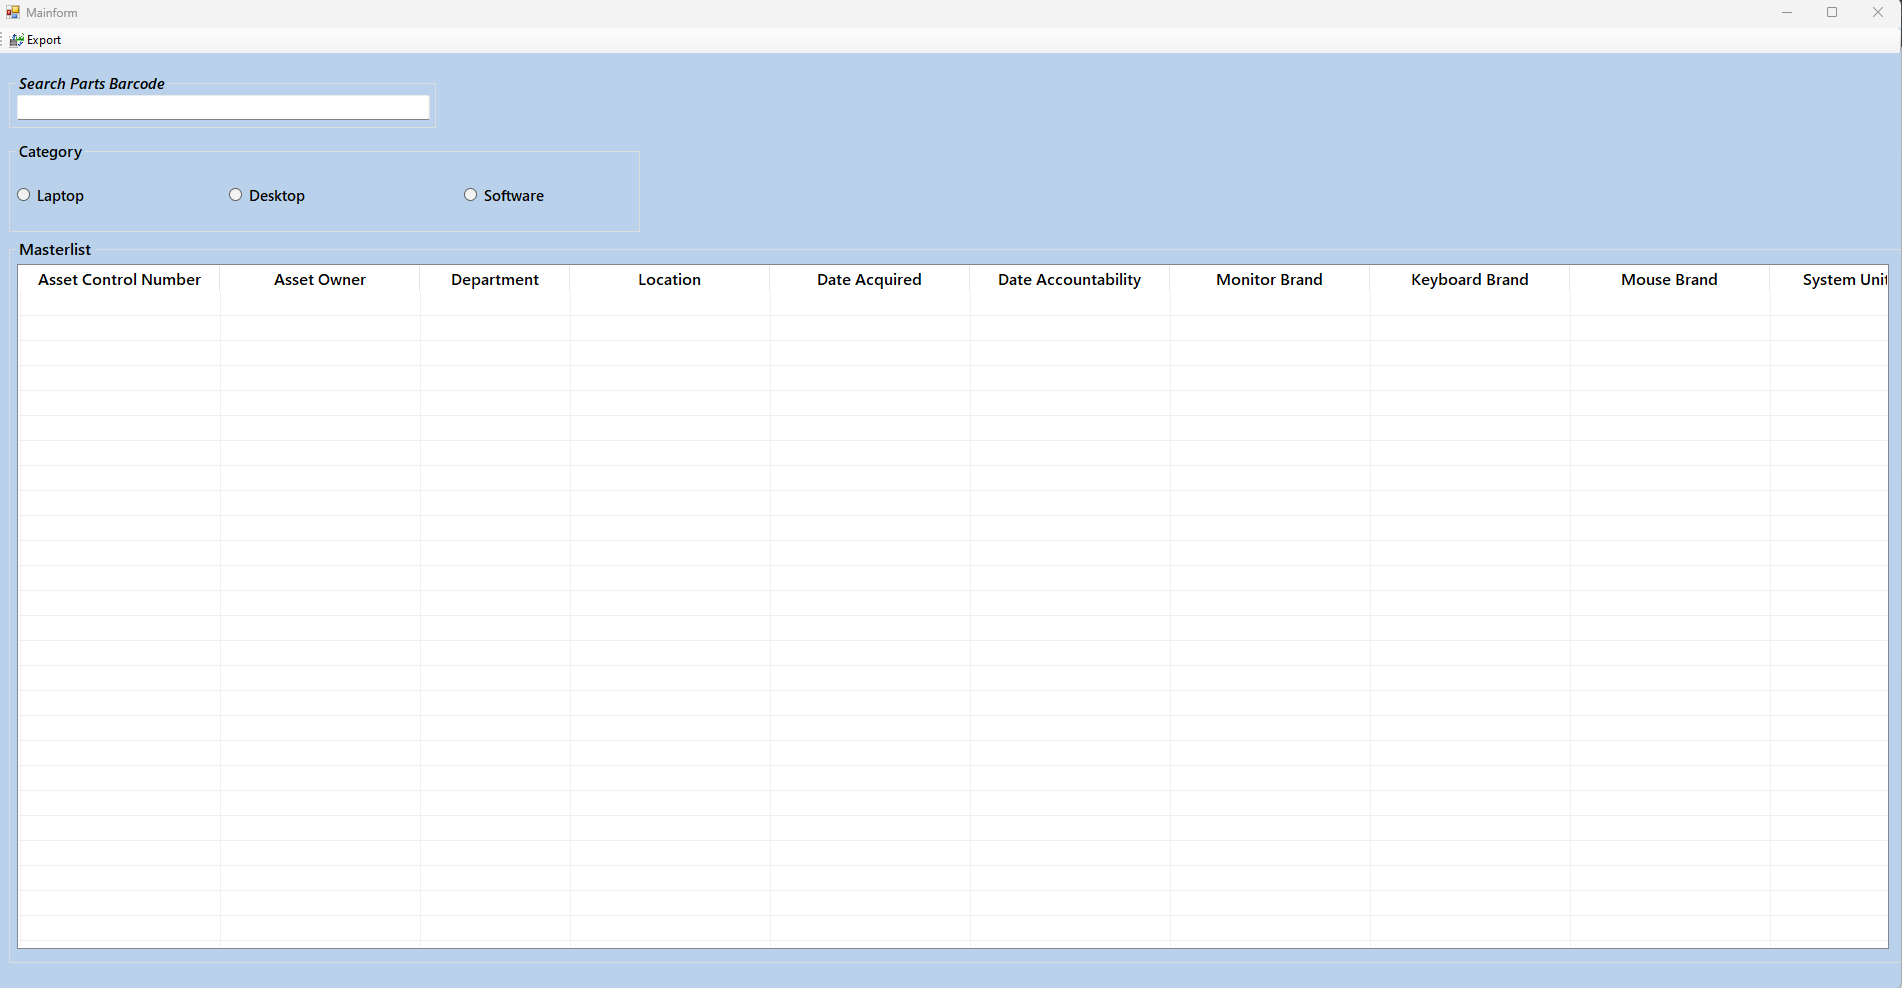 Mainform
Export
Search Parts Barcode
Category
Laptop Desktop Software
Masterlist
Asset Control Number Asset Owner Department Location Date Acquired Date Accountability Monitor Brand Keyboard Brand Mouse Brand System Unit